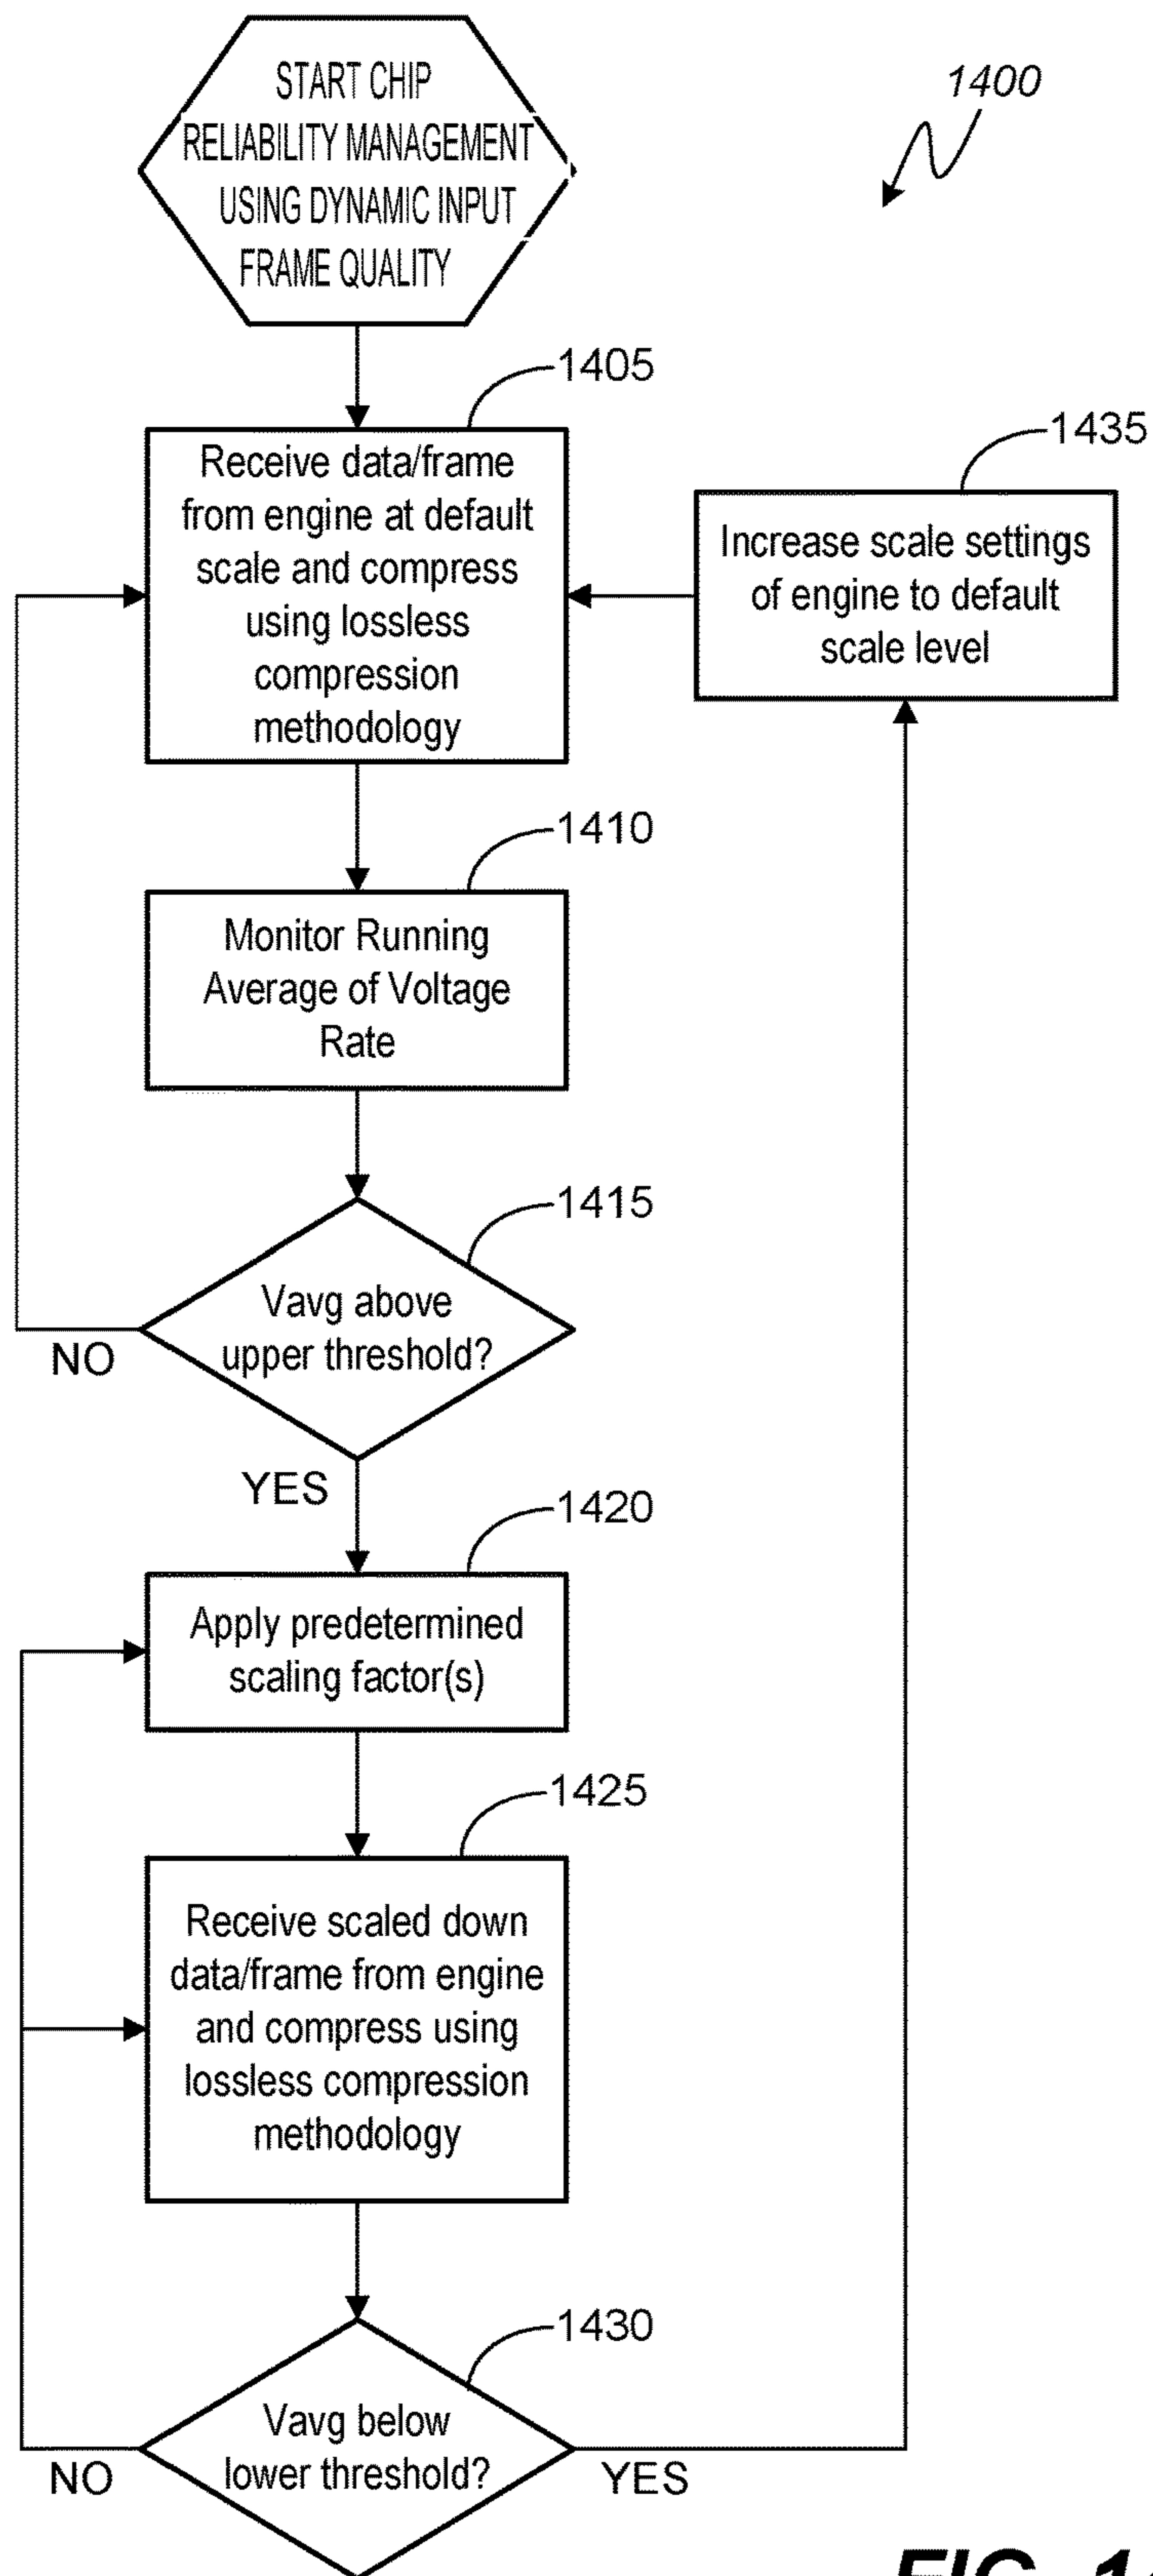 START CHIP
RELIABILITY MANAGEMENT
USING DYNAMIC INPUT
FRAME QUALITY
1400
1405
Receive data/frame
from engine at default
scale and compress
using lossless
compression
methodology
1435
Increase scale settings
of engine to default
scale level
1410
Monitor Running
Average of Voltage
Rate
1415
Vavg above
upper threshold?
NO
YES
1420
Apply predetermined
scaling factor(s)
1425
Receive scaled down
data/frame from engine
and compress using
lossless compression
methodology
1430
Vavg below
lower threshold?
NO
YES
FIG.